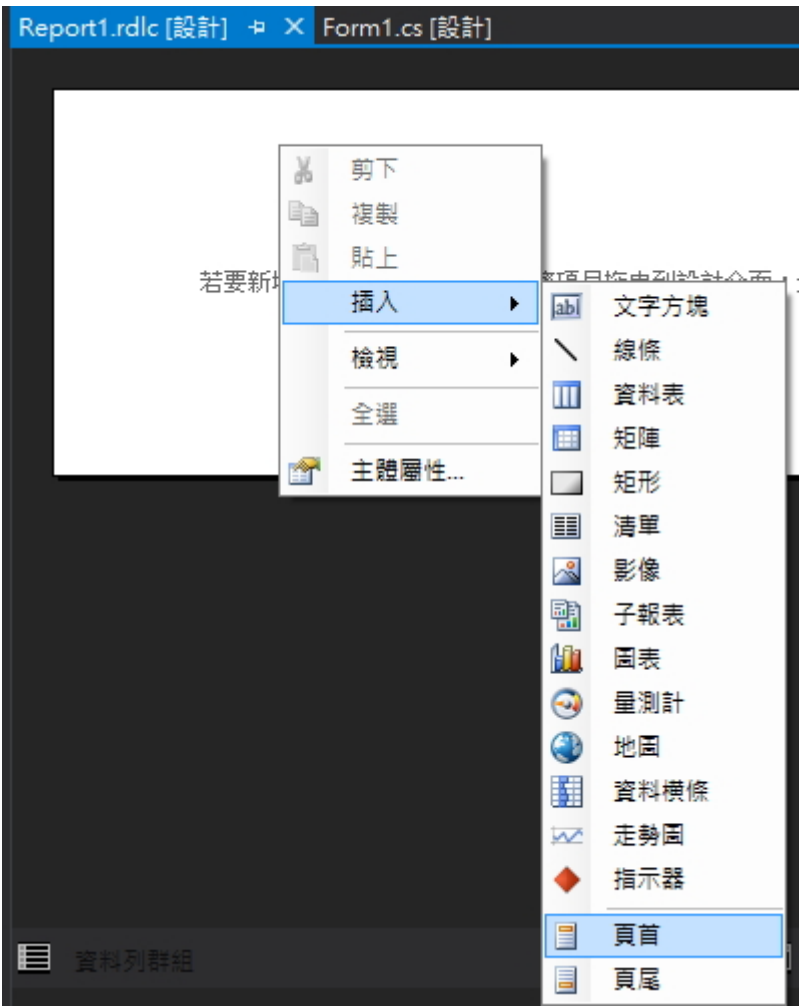 Report1.rdlc [設計] Form1.cs [設計]
剪下
複製
貼上
若要新
插入
文字方塊
線條
檢視
資料表
全選
矩陣
主體屬性...
矩形
清單
影像
子報表
圖表
量測計
地圖
資料橫條
走勢圖
指示器
頁首
資料列群組
頁尾